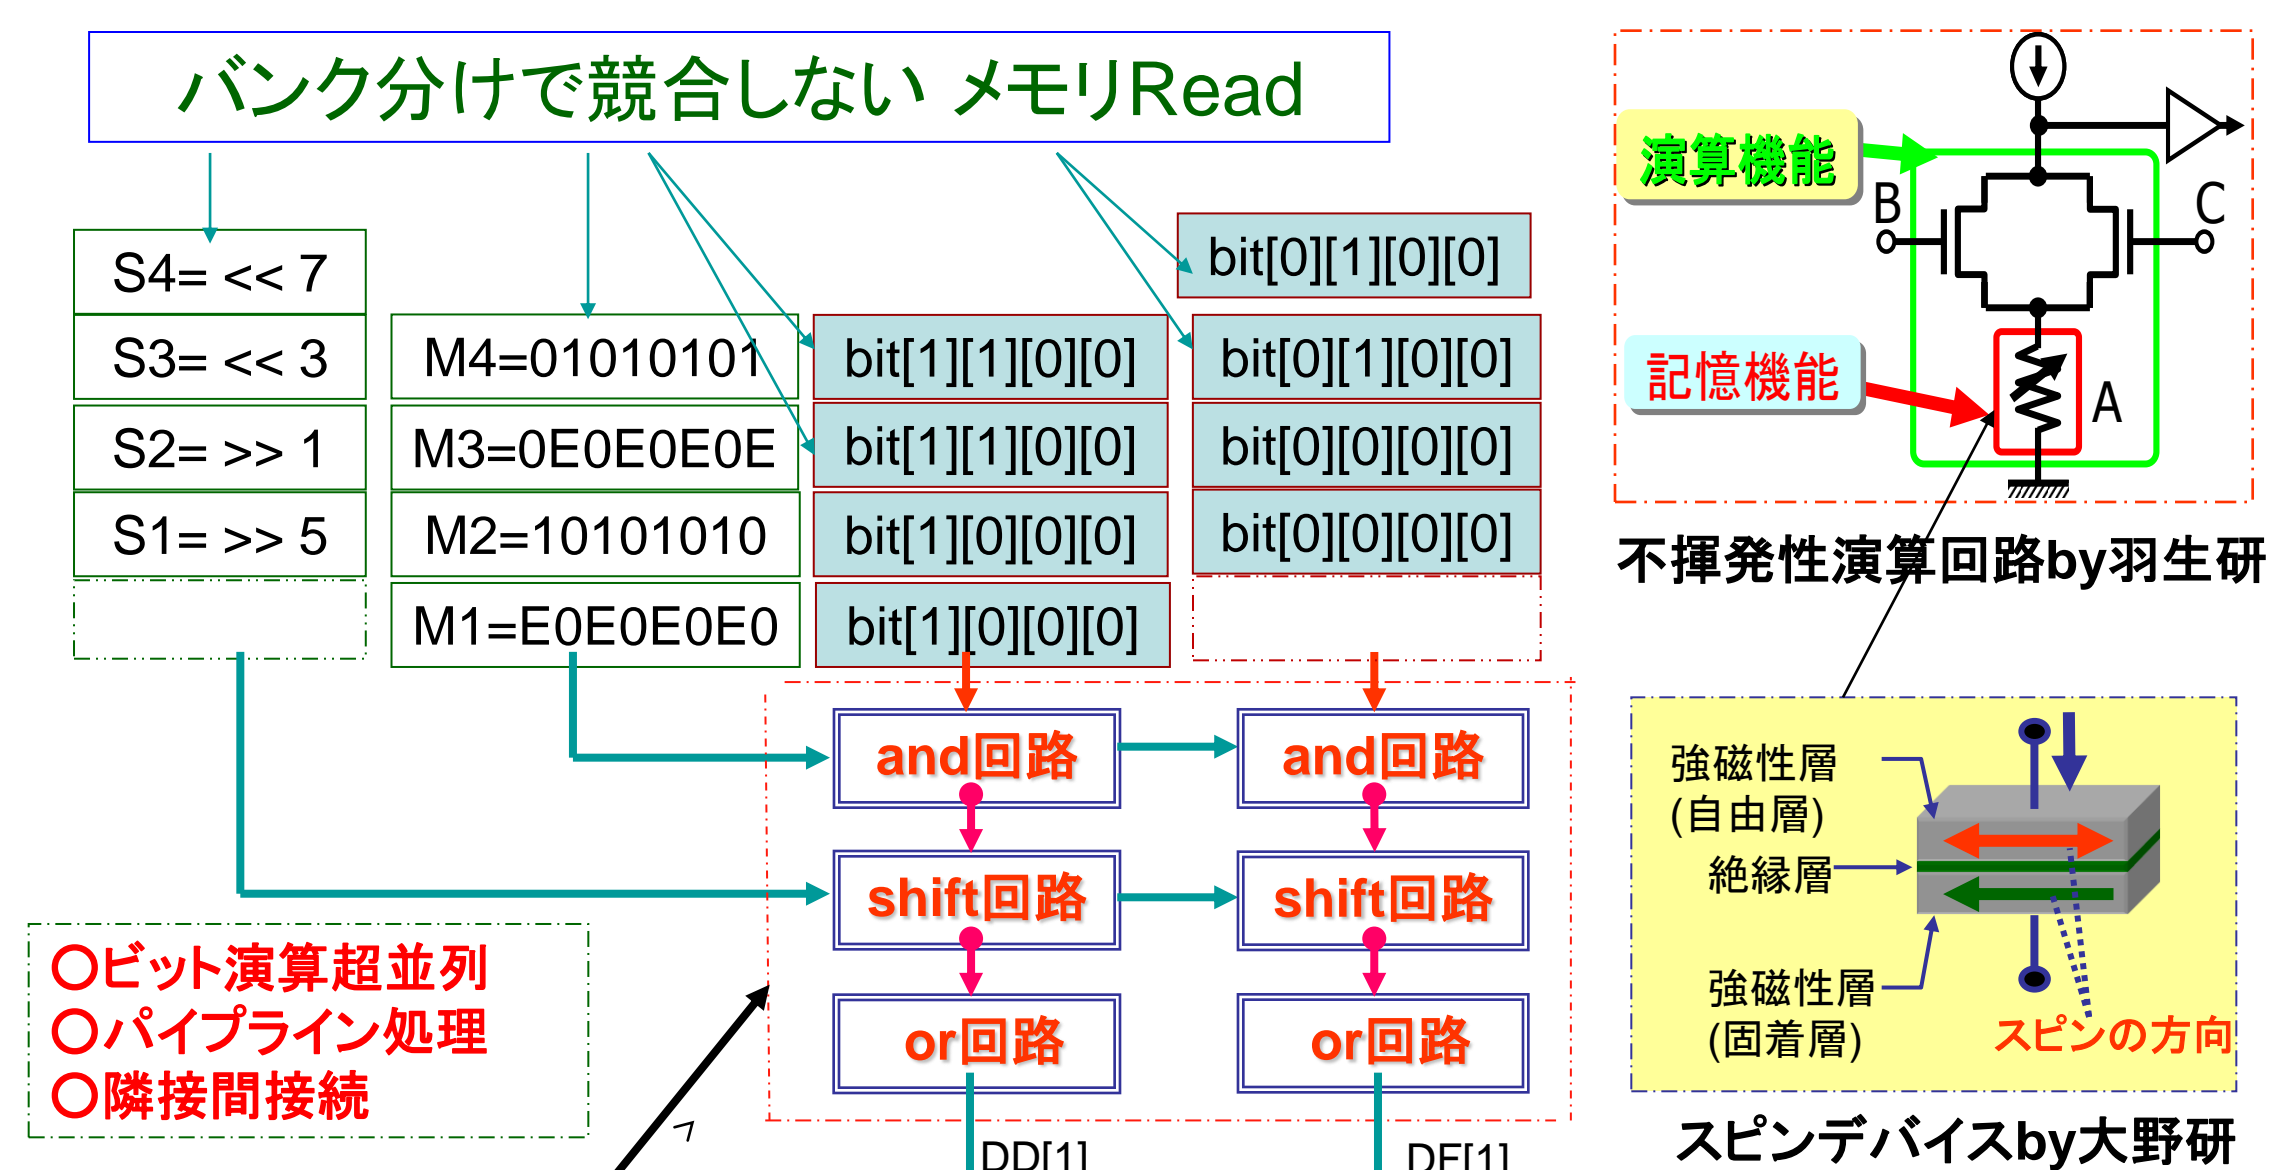 バンク分けで競合しない メモリRead
S4= << 7
S3= << 3
S2= >> 1
S1= >> 5
M4=01010101
M3=0E0E0E0E
M2=10101010
M1=E0E0E0E0
bit[1][1][0][0]
bit[1][1][0][0]
bit[1][0][0][0]
bit[1][0][0][0]
bit[0][1][0][0]
bit[0][1][0][0]
bit[0][0][0][0]
bit[0][0][0][0]
and回路
and回路
shift回路
shift回路
or回路
or回路
DD[1]
DF[1]
〇ビット演算超並列
〇パイプライン処理
〇隣接間接続
演算機能
記憶機能
B
C
A
不揮発性演算回路by羽生研
強磁性層
(自由層)
絶縁層
強磁性層
(固着層)
スピンの方向
スピンデバイスby大野研